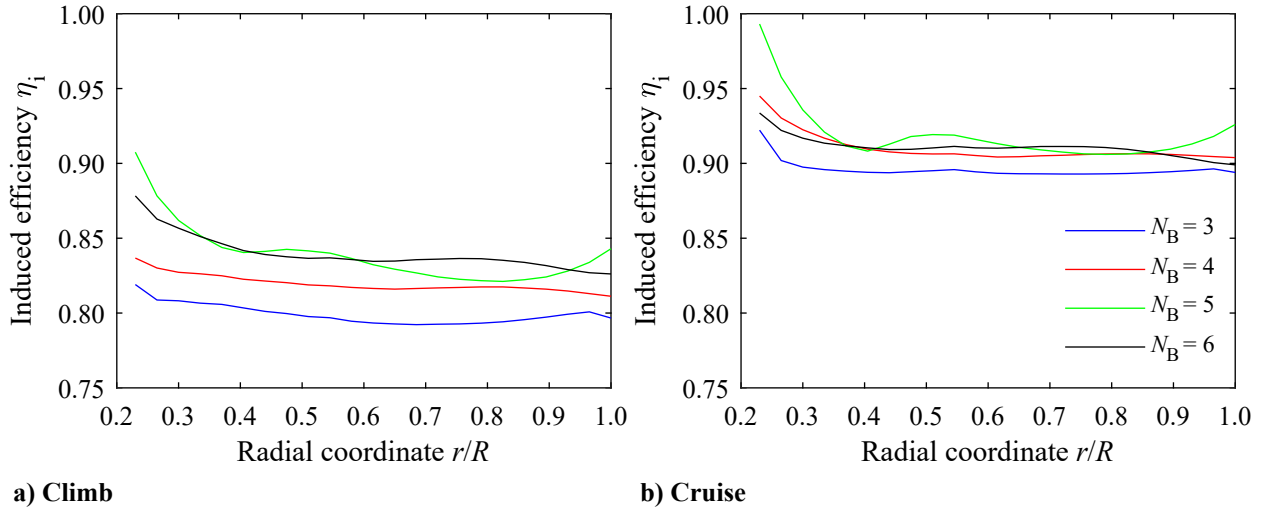 1.00
0.95
0.90
0.85
0.80
0.75
Induced efficiency ηi
0.2 0.3 0.4 0.5 0.6 0.7 0.8 0.9 1.0
Radial coordinate r/R
a) Climb
1.00
0.95
0.90
0.85
0.80
0.75
Induced efficiency ηi
NB = 3
NB = 4
NB = 5
NB = 6
0.2 0.3 0.4 0.5 0.6 0.7 0.8 0.9 1.0
Radial coordinate r/R
b) Cruise